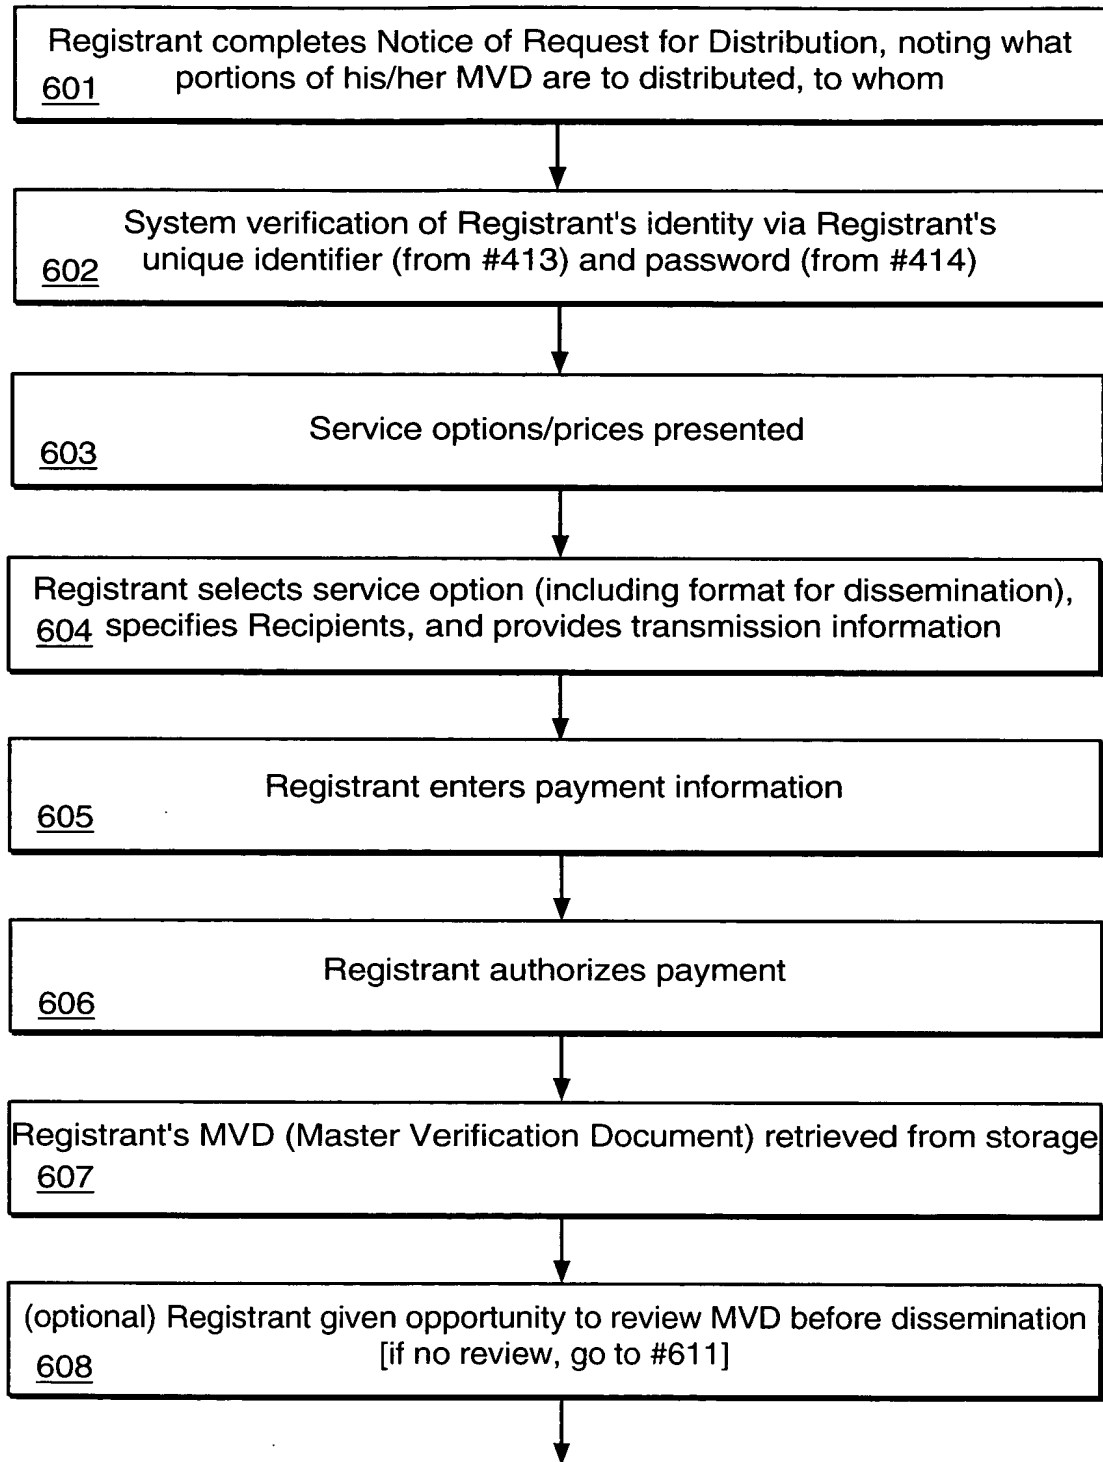 Registrant completes Notice of Request for Distribution, noting what
601 portions of his/her MVD are to distributed, to whom
System verification of Registrant's identity via Registrant's
602 unique identifier (from #413) and password (from #414)
Service options/prices presented
603
Registrant selects service option (including format for dissemination),
604 specifies Recipients, and provides transmission information
Registrant enters payment information
605
Registrant authorizes payment
606
Registrant's MVD (Master Verification Document) retrieved from storage
607
(optional) Registrant given opportunity to review MVD before dissemination
608 [if no review, go to #611]